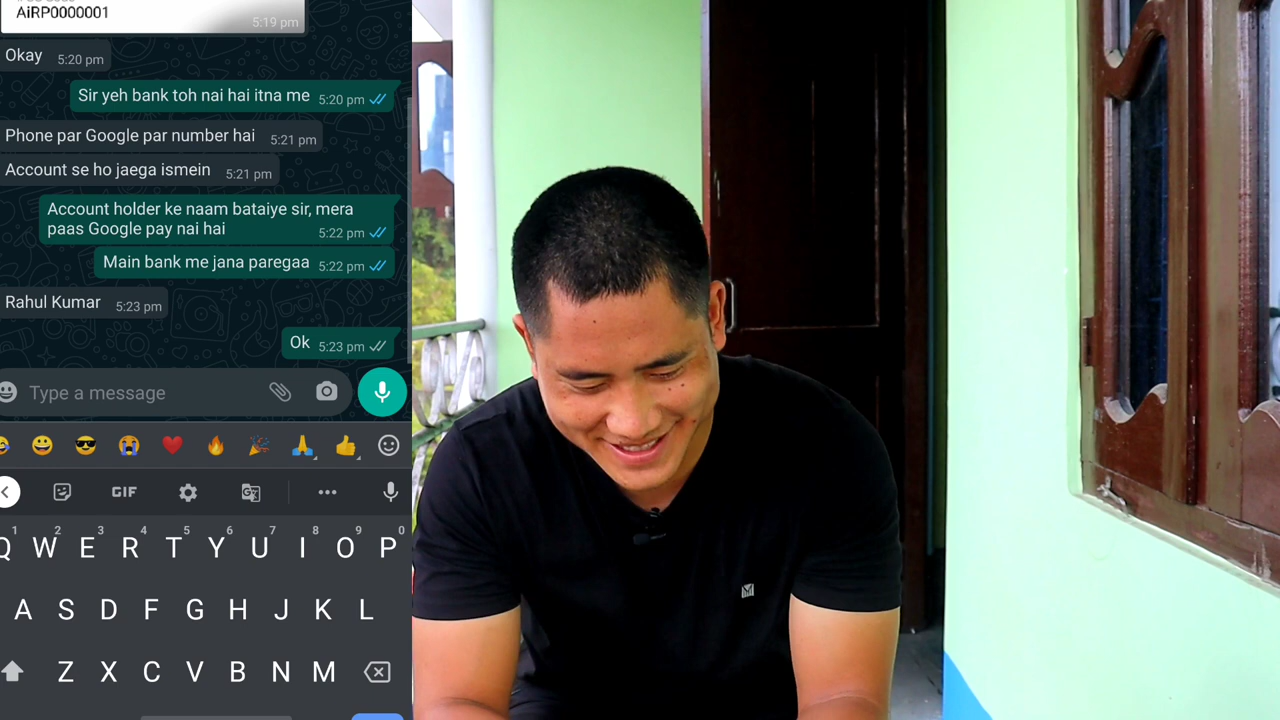 AiRP0000001
5:19 pm
Okay 5:20 pm
Sir yeh bank toh nai hai itna me 5:20 pm
Phone par Google par number hai 5:21 pm
Account se ho jaega ismein 5:21 pm
Account holder ke naam bataiye sir, mera
paas Google pay nai hai 5:22 pm
Main bank me jana paregaa 5:22 pm
Rahul Kumar 5:23 pm
Ok 5:23 pm
Type a message
GIF
1 2 3 4 5 6 7 8 9 0
Q W E R T Y U I O P
A S D F G H J K L
Z X C V B N M